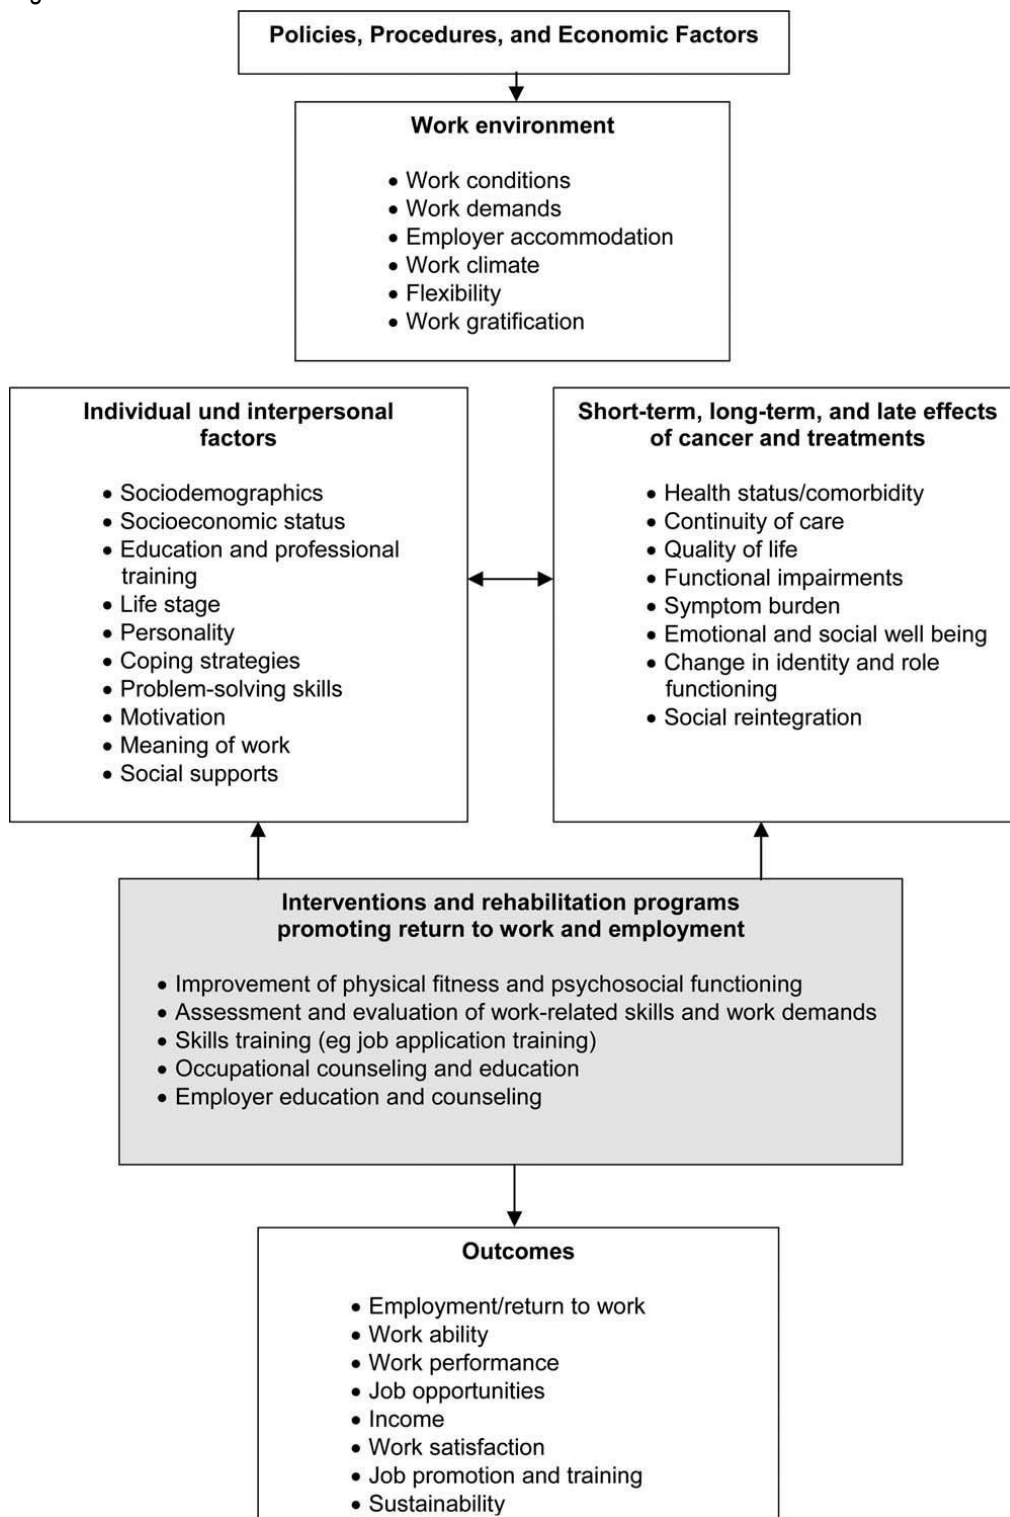 Policies, Procedures, and Economic Factors
Work environment
• Work conditions
• Work demands
• Employer accommodation
• Work climate
• Flexibility
• Work gratification
Individual und interpersonal
factors
• Sociodemographics
• Socioeconomic status
• Education and professional
training
• Life stage
• Personality
• Coping strategies
• Problem-solving skills
• Motivation
• Meaning of work
• Social supports
Short-term, long-term, and late effects
of cancer and treatments
• Health status/comorbidity
• Continuity of care
• Quality of life
• Functional impairments
• Symptom burden
• Emotional and social well being
• Change in identity and role
functioning
• Social reintegration
Interventions and rehabilitation programs
promoting return to work and employment
• Improvement of physical fitness and psychosocial functioning
• Assessment and evaluation of work-related skills and work demands
• Skills training (eg job application training)
• Occupational counseling and education
• Employer education and counseling
Outcomes
• Employment/return to work
• Work ability
• Work performance
• Job opportunities
• Income
• Work satisfaction
• Job promotion and training
• Sustainability